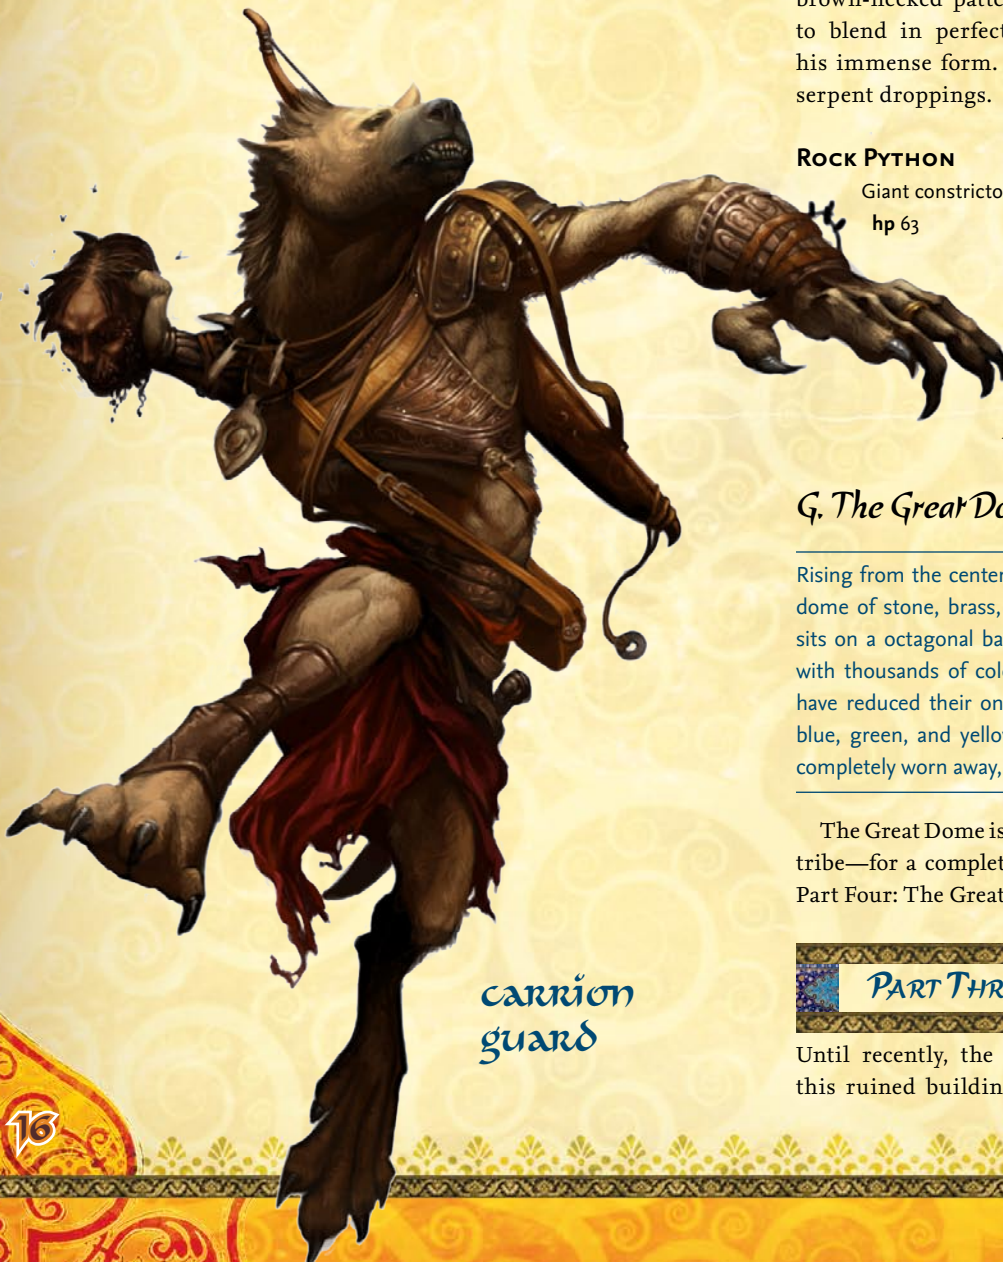 to blend in perfect
his immense form.
serpent droppings.
Rock Python
Giant constricto
hp 63
G. The Great Do
Rising from the center
dome of stone, brass,
sits on a octagonal ba
with thousands of col
have reduced their on
blue, green, and yello
completely worn away,
The Great Dome is
tribe—for a complet
Part Four: The Great
Part Thr
Until recently, the
this ruined buildin
carrion
guard
16